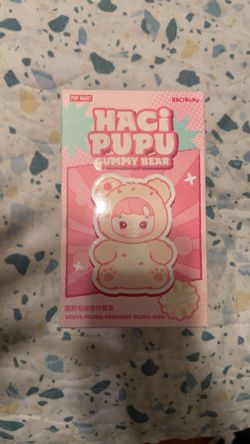 POP MART
HACIPUPU
HACi
PUPU
GUMMY BEAR
VINYL PLUSH PENDANT BLIND BOX